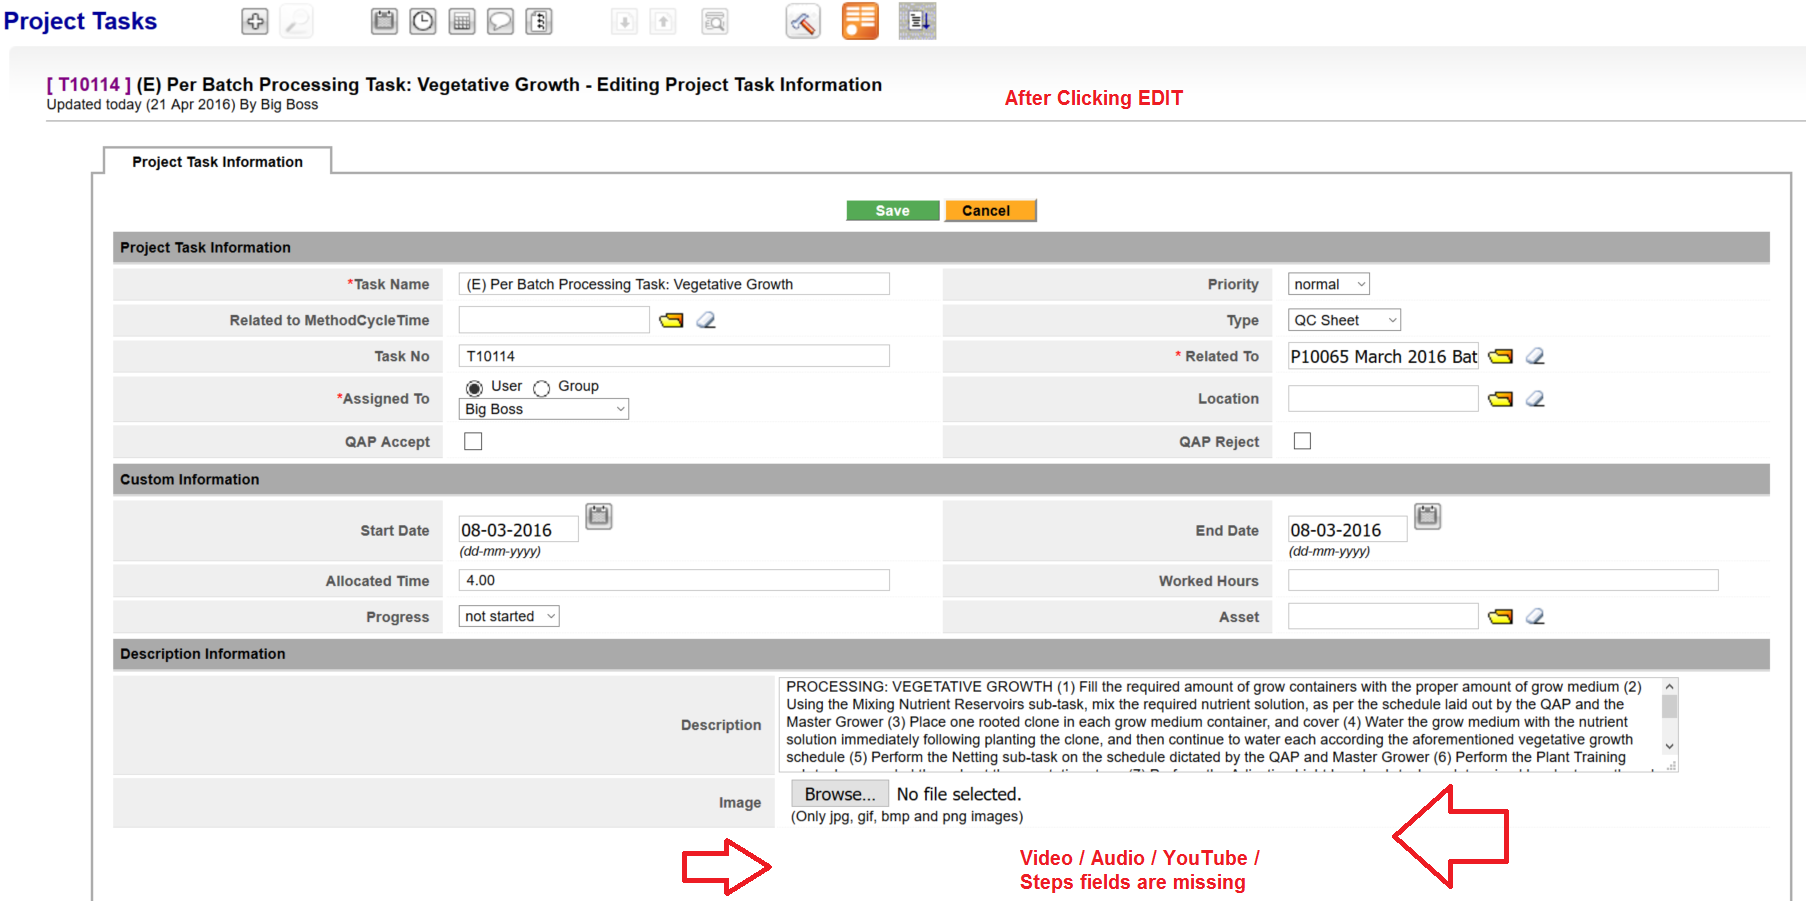 Project Tasks
[ T10114 ] (E) Per Batch Processing Task: Vegetative Growth - Editing Project Task Information
Updated today (21 Apr 2016) By Big Boss
After Clicking EDIT
Project Task Information
Save Cancel
Project Task Information
*Task Name (E) Per Batch Processing Task: Vegetative Growth Priority normal
Related to MethodCycleTime Type QC Sheet
Task No T10114 * Related To P10065 March 2016 Bat
*Assigned To User Group
Big Boss
Location
QAP Accept QAP Reject
Custom Information
Start Date 08-03-2016 End Date 08-03-2016
(dd-mm-yyyy) (dd-mm-yyyy)
Allocated Time 4.00 Worked Hours
Progress not started Asset
Description Information
Description
PROCESSING: VEGETATIVE GROWTH (1) Fill the required amount of grow containers with the proper amount of grow medium (2)
Using the Mixing Nutrient Reservoirs sub-task, mix the required nutrient solution, as per the schedule laid out by the QAP and the
Master Grower (3) Place one rooted clone in each grow medium container, and cover (4) Water the grow medium with the nutrient
solution immediately following planting the clone, and then continue to water each according the aforementioned vegetative growth
schedule (5) Perform the Netting sub-task on the schedule dictated by the QAP and Master Grower (6) Perform the Plant Training
Image Browse... No file selected.
(Only jpg, gif, bmp and png images)
Video / Audio / YouTube /
Steps fields are missing